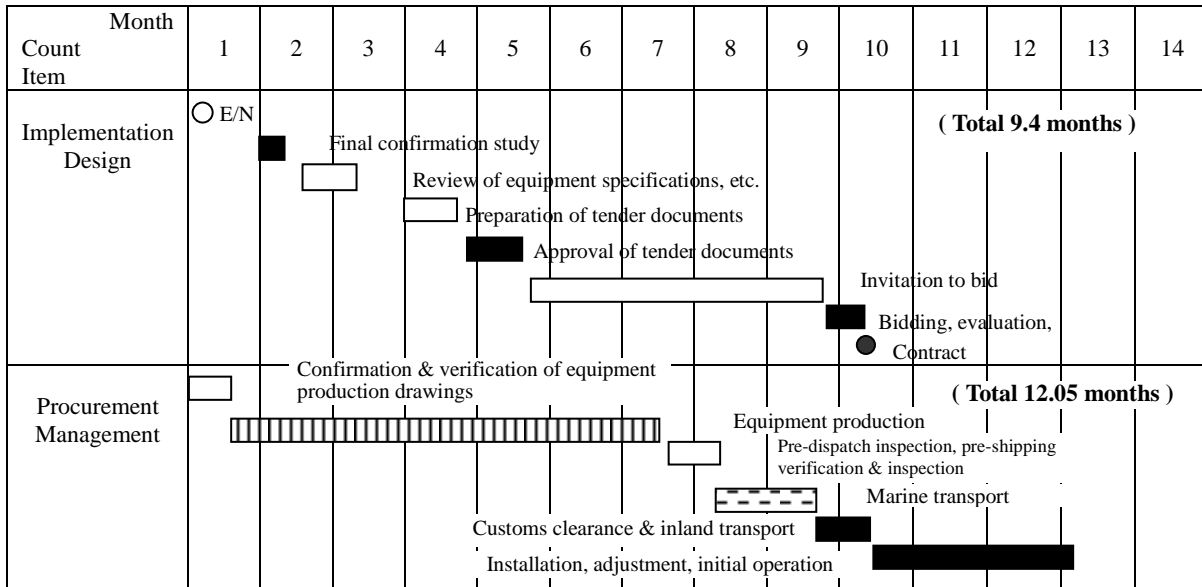 Month
Count
Item
1 2 3 4 5 6 7 8 9 10 11 12 13 14
Implementation
Design
E/N
( Total 9.4 months )
Final confirmation study
Review of equipment specifications, etc.
Preparation of tender documents
Approval of tender documents
Invitation to bid
Bidding, evaluation,
Contract
Procurement
Management
Confirmation & verification of equipment
production drawings
( Total 12.05 months )
Equipment production
Pre-dispatch inspection, pre-shipping
verification & inspection
Marine transport
Customs clearance & inland transport
Installation, adjustment, initial operation